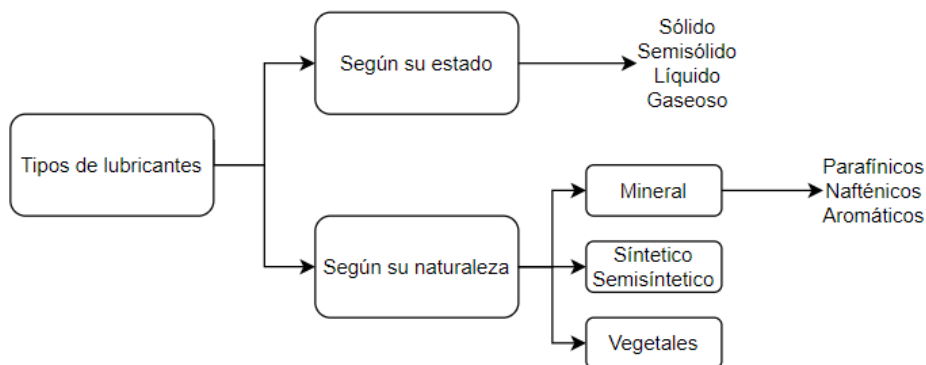 Tipos de lubricantes
Según su estado
Sólido
Semisólido
Líquido
Gaseoso
Según su naturaleza
Mineral
Parafínicos
Nafténicos
Aromáticos
Síntetico
Semisíntetico
Vegetales